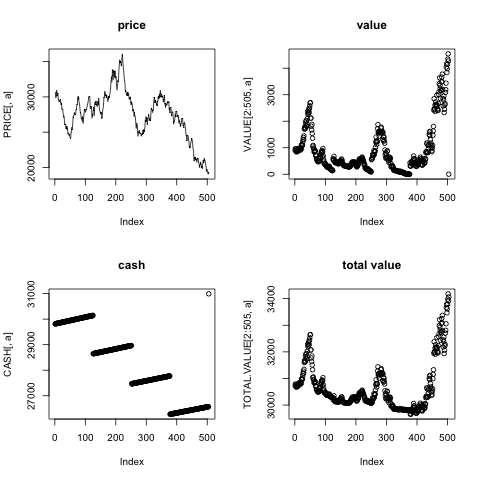 price
PRICE[, a]
20000
30000
0
100
200
300
400
500
Index
value
VALUE[2:505, a]
0
1000
3000
0
100
200
300
400
500
Index
cash
CASH[, a]
27000
29000
31000
0
100
200
300
400
500
Index
total value
TOTAL.VALUE[2:505, a]
30000
32000
34000
0
100
200
300
400
500
Index